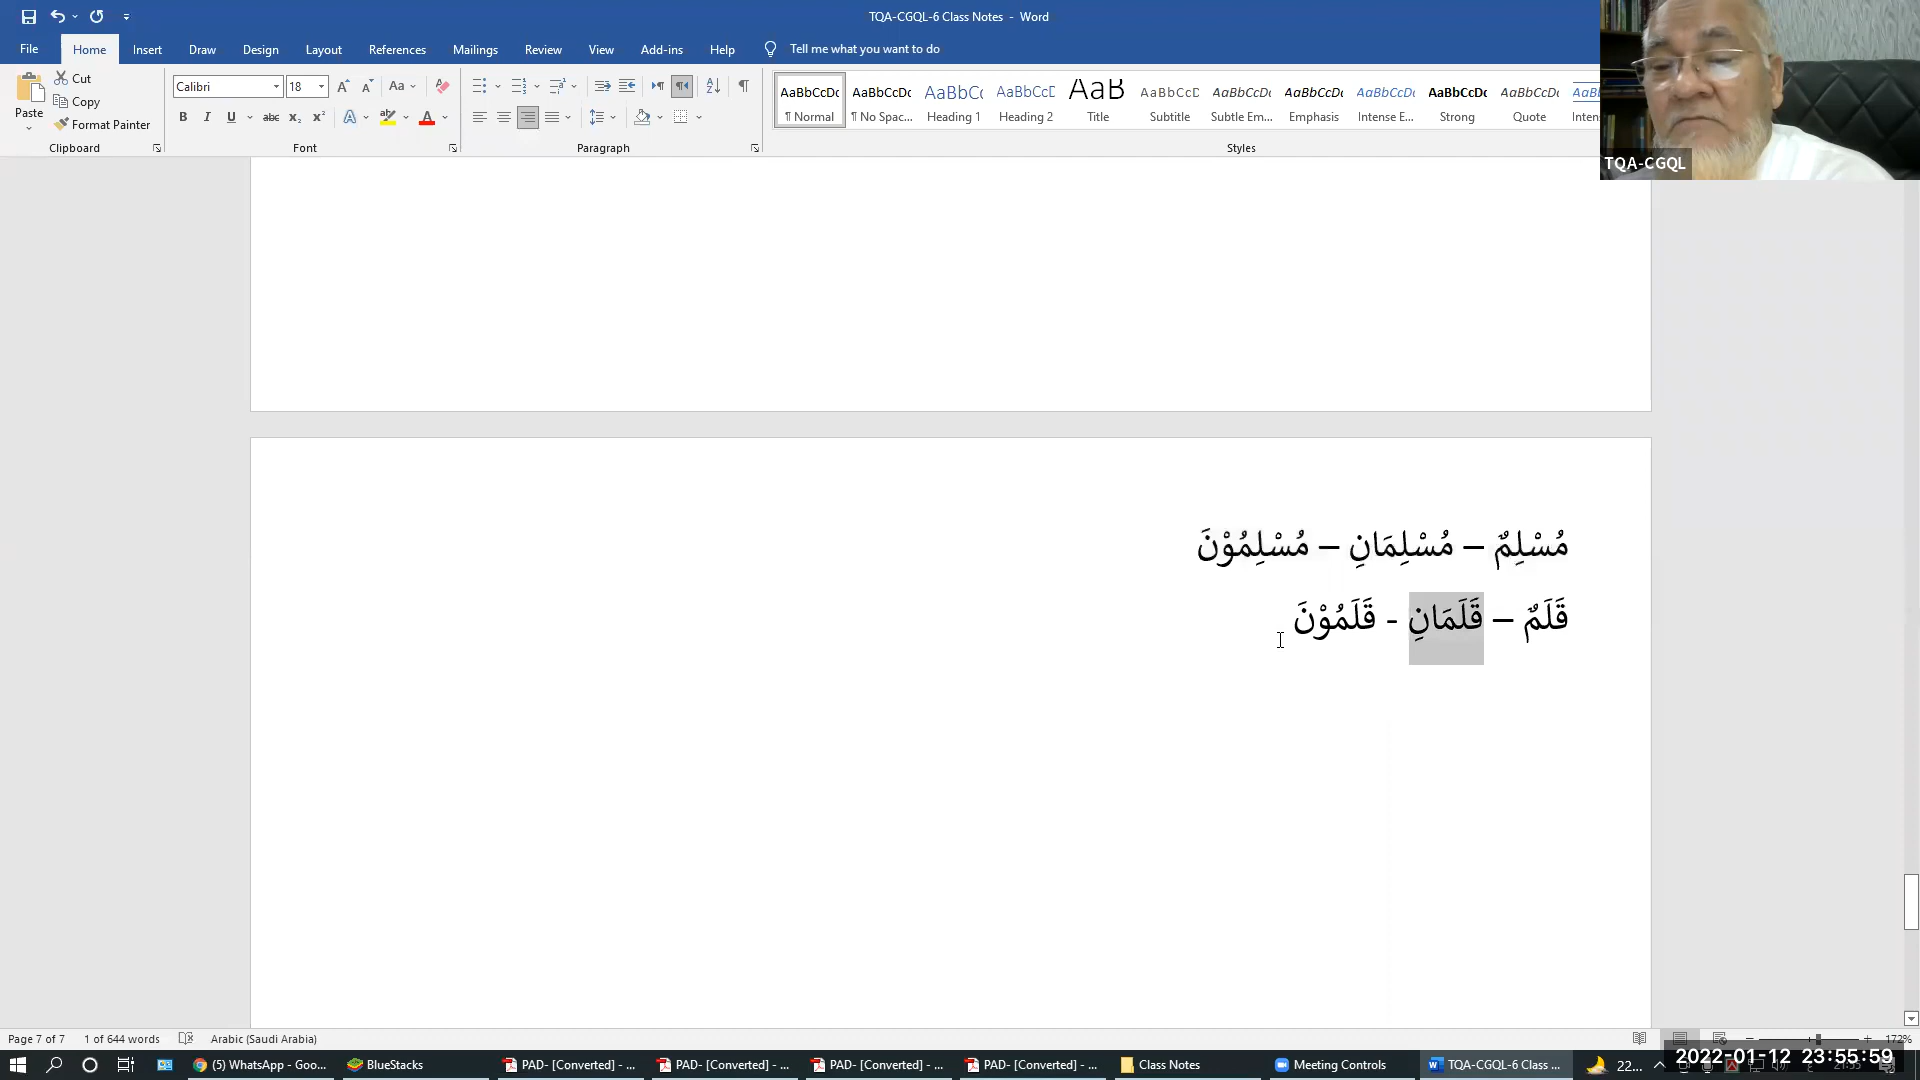 TQA-CGQL-6 Class Notes - Word
File Home Insert Draw Design Layout References Mailings Review View Add-ins Help Tell me what you want to do
Paste
Cut
Copy
Format Painter
Calibri 18
AaBbCcDc ¶ Normal
AaBbCcDc ¶ No Spac...
AaBbC( Heading 1
AaBbCcD Heading 2
AaB Title
AaBbCcD Subtitle
AaBbCcDc Subtle Em...
AaBbCcDc Emphasis
AaBbCcDc Intense E...
AaBbCcDc Strong
AaBbCcDc Quote
Clipboard Font Paragraph Styles
TQA-CGQL
مُسْلِمٌ – مُسْلِمَانِ – مُسْلِمُوْنَ
قَلَمٌ – قَلَمَانِ - قَلَمُوْنَ
Page 7 of 7 1 of 644 words Arabic (Saudi Arabia) 172%
(5) WhatsApp - Goo... BlueStacks PAD- [Converted] - ... PAD- [Converted] - ... PAD- [Converted] - ... PAD- [Converted] - ... Class Notes Meeting Controls TQA-CGQL-6 Class ... 22...
2022-01-12 23:55:59